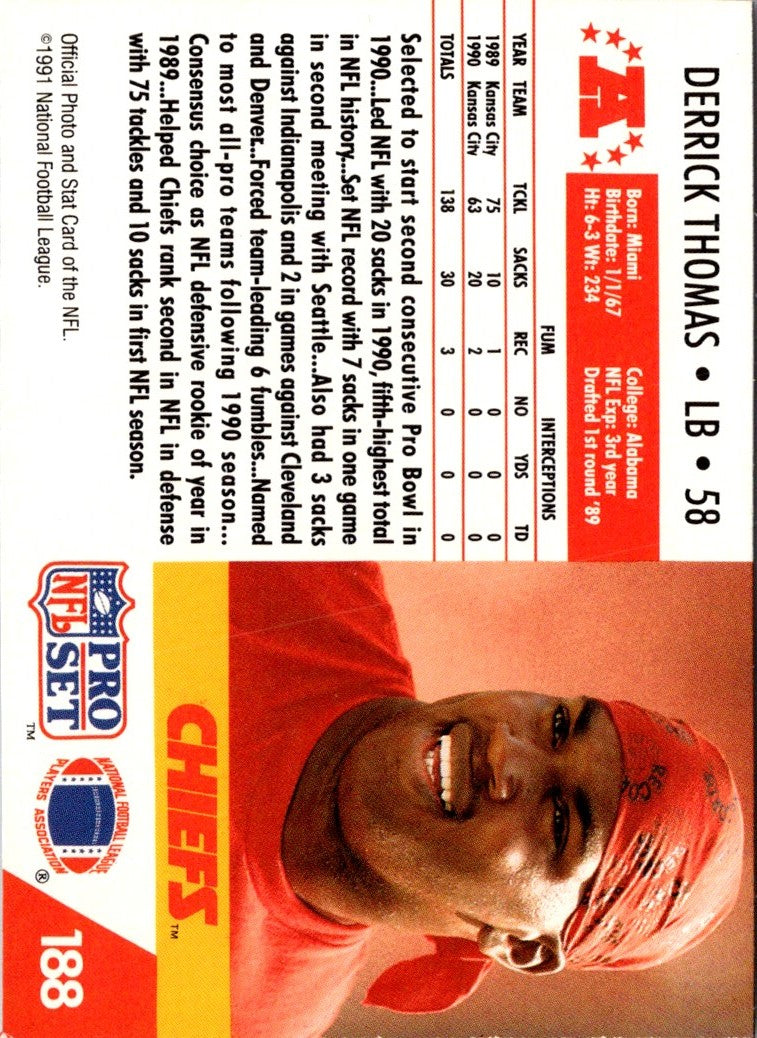 DERRICK THOMAS • LB • 58
A
Born: Miami College: Alabama
Birthdate: 1/1/67 NFL Exp: 3rd year
Ht: 6-3 Wt: 234 Drafted 1st round '89
FUM INTERCEPTIONS
YEAR TEAM TCKL SACKS REC NO YDS TD
1989 Kansas City 75 10 1 0 0 0
1990 Kansas City 63 20 2 0 0 0
TOTALS 138 30 3 0 0 0
Selected to start second consecutive Pro Bowl in
1990...Led NFL with 20 sacks in 1990, fifth-highest total
in NFL history...Set NFL record with 7 sacks in one game
in second meeting with Seattle...Also had 3 sacks
against Indianapolis and 2 in games against Cleveland
and Denver...Forced team-leading 6 fumbles...Named
to most all-pro teams following 1990 season...
Consensus choice as NFL defensive rookie of year in
1989...Helped Chiefs rank second in NFL in defense
with 75 tackles and 10 sacks in first NFL season.
Official Photo and Stat Card of the NFL.
©1991 National Football League.
CHIEFS™
NFL PRO SET™
NATIONAL FOOTBALL LEAGUE
PLAYERS ASSOCIATION®
188